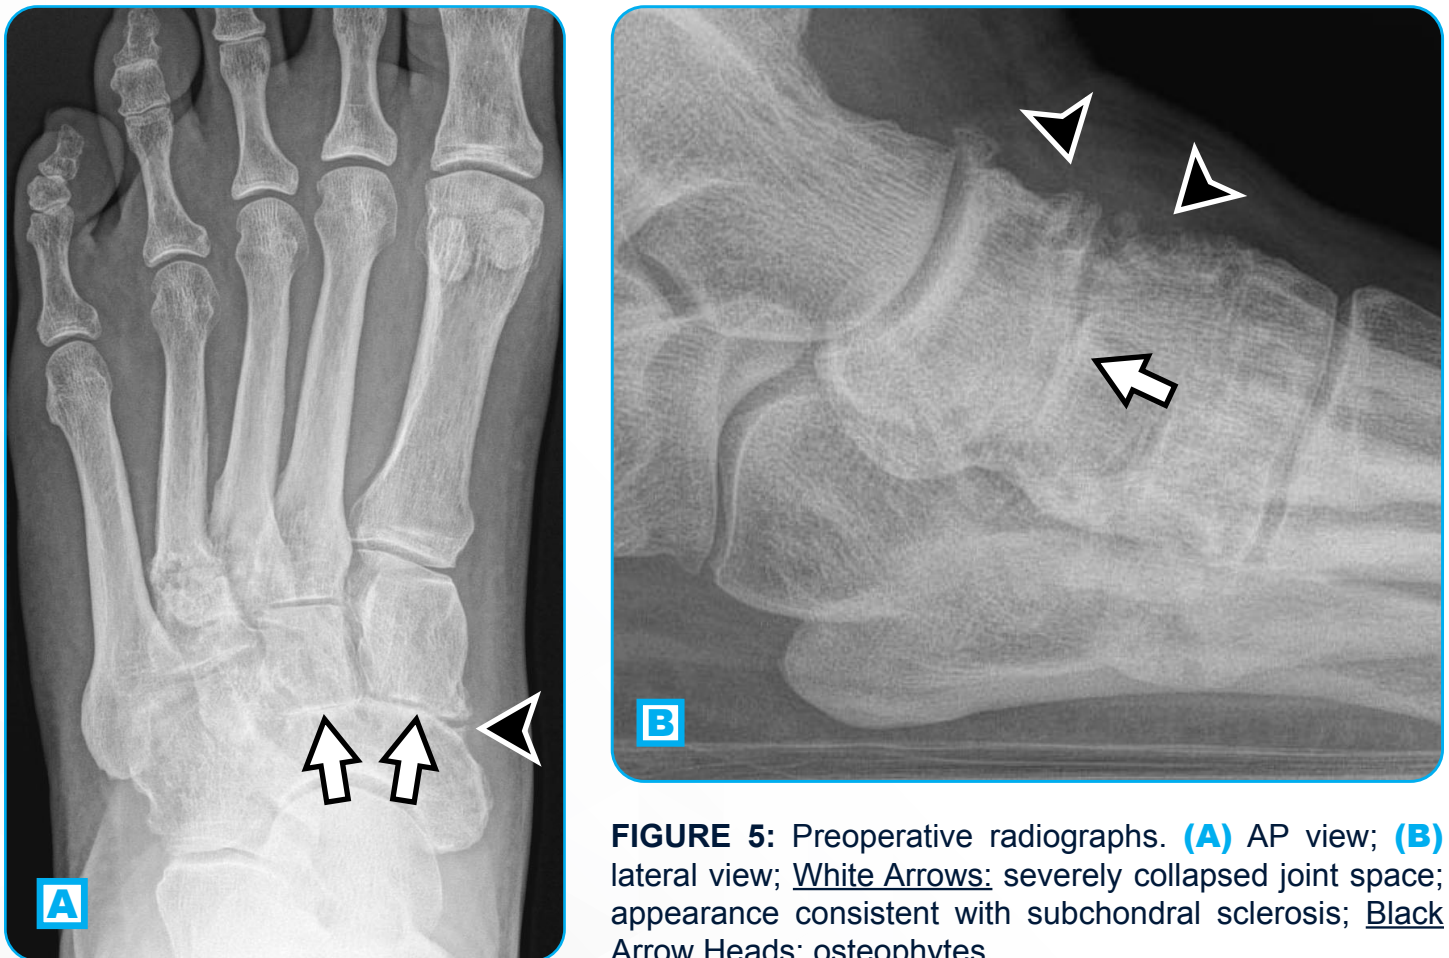 A
B
FIGURE 5: Preoperative radiographs. (A) AP view; (B)
lateral view; White Arrows: severely collapsed joint space;
appearance consistent with subchondral sclerosis; Black
Arrow Heads: osteophytes